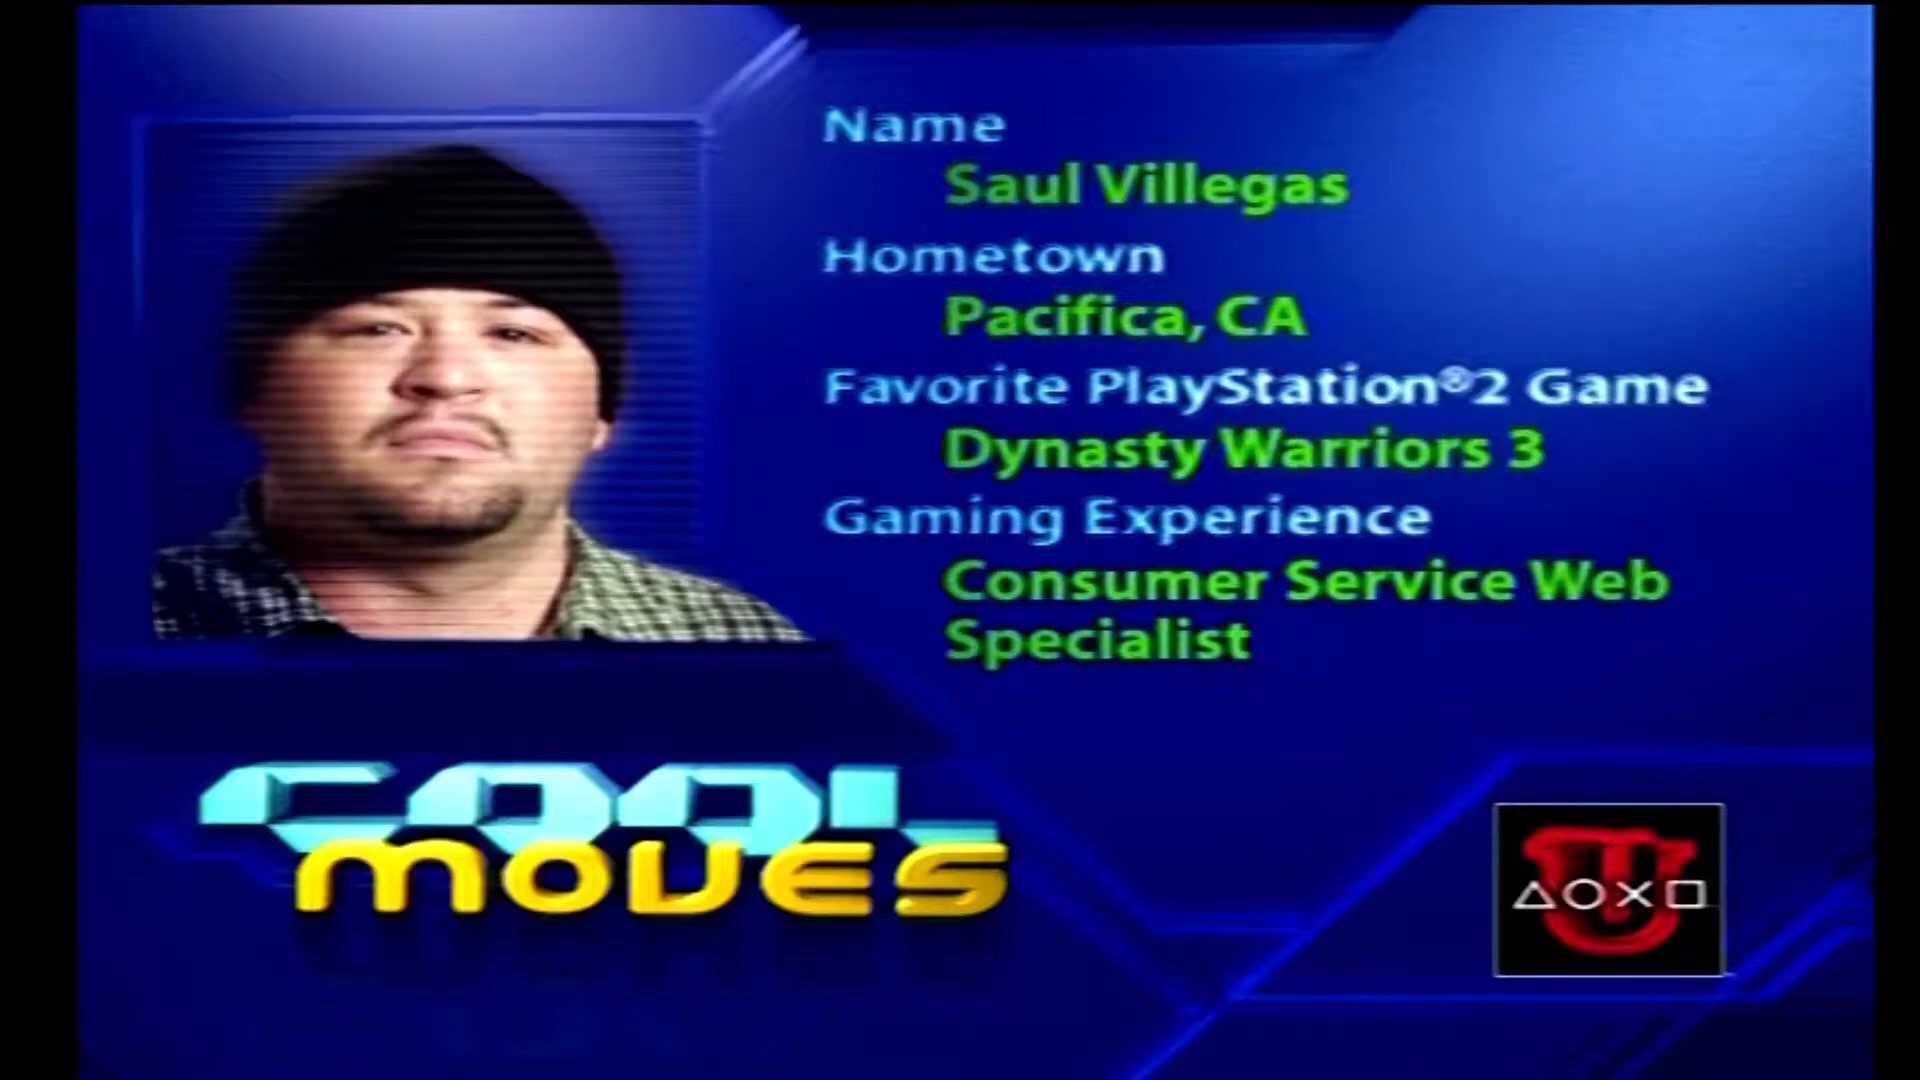 Name
Saul Villegas
Hometown
Pacifica, CA
Favorite PlayStation®2 Game
Dynasty Warriors 3
Gaming Experience
Consumer Service Web
Specialist
COOL
MOVES
U
△○×□